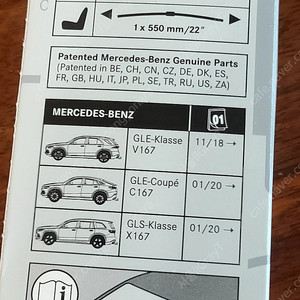 1 x 550 mm/22"
Patented Mercedes-Benz Genuine Parts
(Patented in BE, CH, CN, CZ, DE, DK, ES,
FR, GB, HU, IT, JP, PL, SE, TR, RU, US, ZA)
MERCEDES-BENZ 01
GLE-Klasse
V167
11/18 →
GLE-Coupé
C167
01/20 →
GLS-Klasse
X167
01/20 →
i